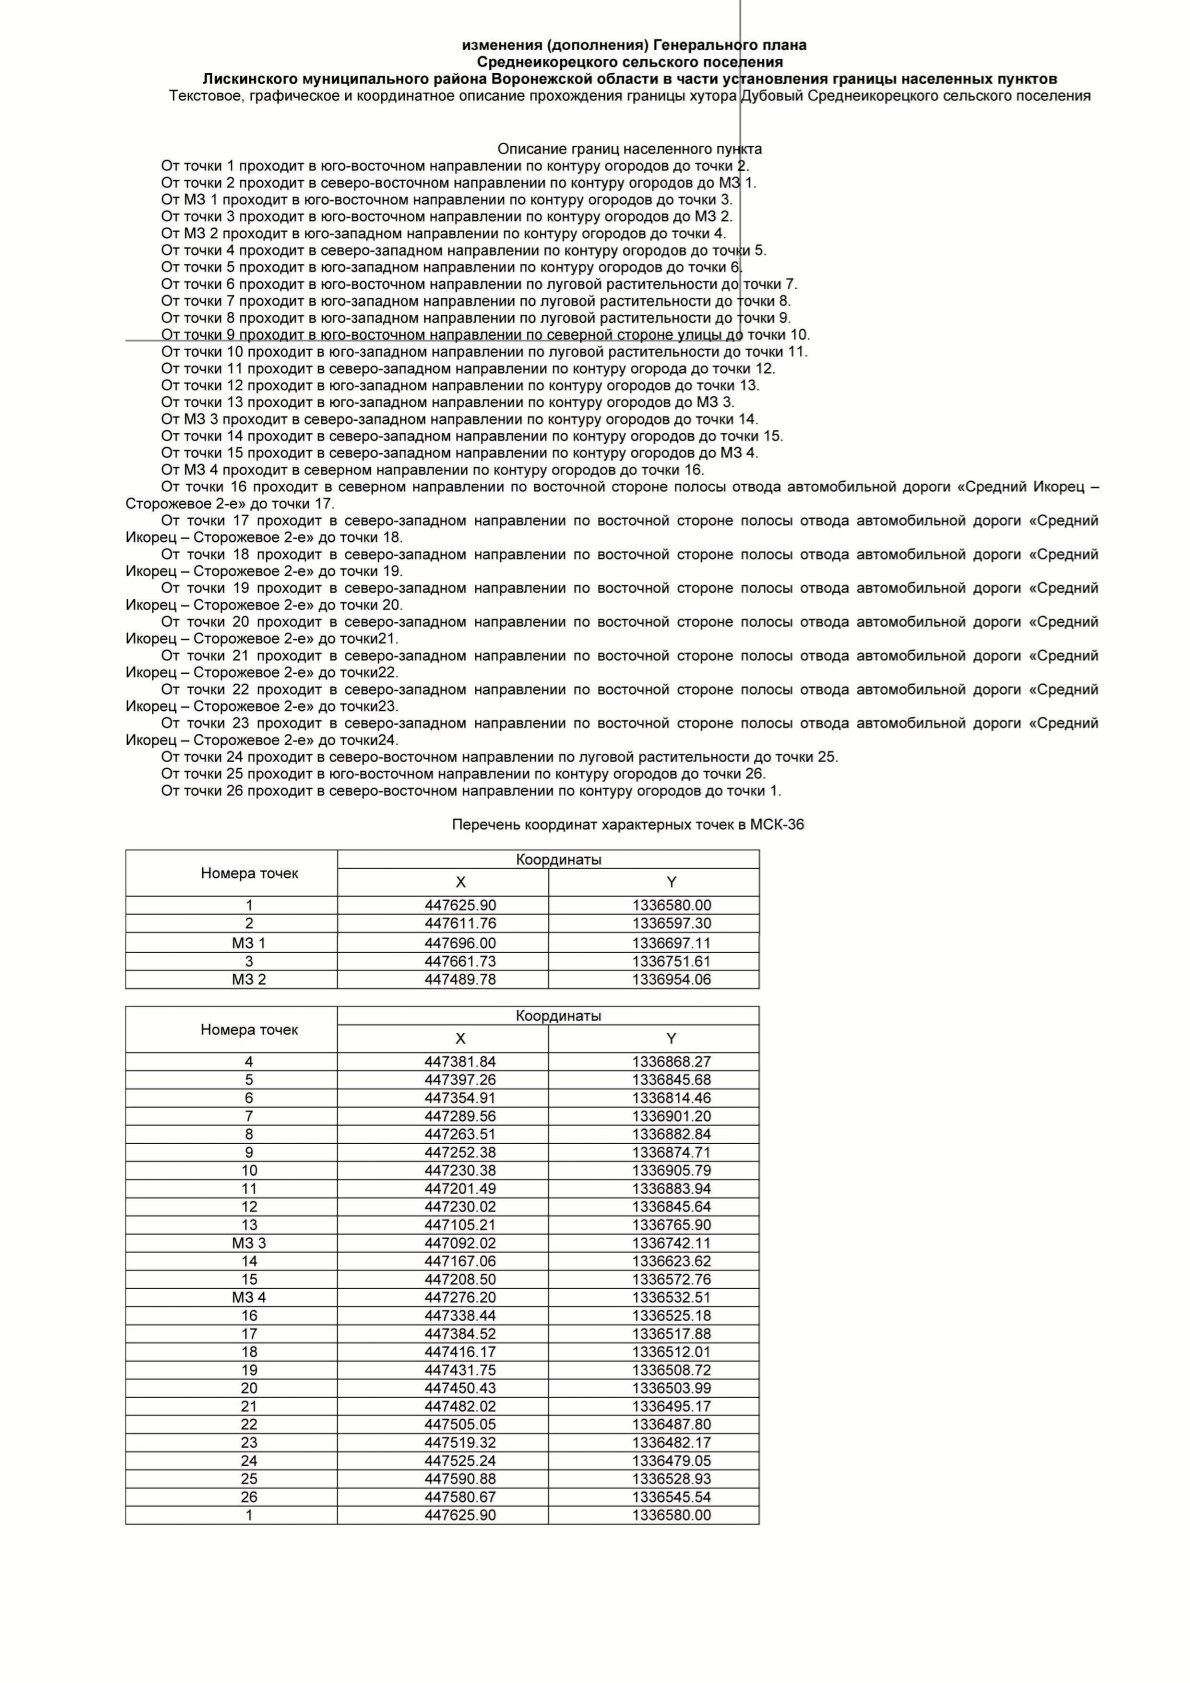 изменения (дополнения) Генерального плана
Среднеикорецкого сельского поселения
Лискинского муниципального района Воронежской области в части установления границы населенных пунктов
Текстовое, графическое и координатное описание прохождения границы хутора Дубовый Среднеикорецкого сельского поселения
Описание границ населенного пункта
От точки 1 проходит в юго-восточном направлении по контуру огородов до точки 2.
От точки 2 проходит в северо-восточном направлении по контуру огородов до МЗ 1.
От МЗ 1 проходит в юго-восточном направлении по контуру огородов до точки 3.
От точки 3 проходит в юго-восточном направлении по контуру огородов до МЗ 2.
От МЗ 2 проходит в юго-западном направлении по контуру огородов до точки 4.
От точки 4 проходит в северо-западном направлении по контуру огородов до точки 5.
От точки 5 проходит в юго-западном направлении по контуру огородов до точки 6.
От точки 6 проходит в юго-восточном направлении по луговой растительности до точки 7.
От точки 7 проходит в юго-западном направлении по луговой растительности до точки 8.
От точки 8 проходит в юго-западном направлении по луговой растительности до точки 9.
От точки 9 проходит в юго-восточном направлении по северной стороне улицы до точки 10.
От точки 10 проходит в юго-западном направлении по луговой растительности до точки 11.
От точки 11 проходит в северо-западном направлении по контуру огорода до точки 12.
От точки 12 проходит в юго-западном направлении по контуру огородов до точки 13.
От точки 13 проходит в юго-западном направлении по контуру огородов до МЗ 3.
От МЗ 3 проходит в северо-западном направлении по контуру огородов до точки 14.
От точки 14 проходит в северо-западном направлении по контуру огородов до точки 15.
От точки 15 проходит в северо-западном направлении по контуру огородов до МЗ 4.
От МЗ 4 проходит в северном направлении по контуру огородов до точки 16.
От точки 16 проходит в северном направлении по восточной стороне полосы отвода автомобильной дороги «Средний Икорец –
Сторожевое 2-е» до точки 17.
От точки 17 проходит в северо-западном направлении по восточной стороне полосы отвода автомобильной дороги «Средний
Икорец – Сторожевое 2-е» до точки 18.
От точки 18 проходит в северо-западном направлении по восточной стороне полосы отвода автомобильной дороги «Средний
Икорец – Сторожевое 2-е» до точки 19.
От точки 19 проходит в северо-западном направлении по восточной стороне полосы отвода автомобильной дороги «Средний
Икорец – Сторожевое 2-е» до точки 20.
От точки 20 проходит в северо-западном направлении по восточной стороне полосы отвода автомобильной дороги «Средний
Икорец – Сторожевое 2-е» до точки21.
От точки 21 проходит в северо-западном направлении по восточной стороне полосы отвода автомобильной дороги «Средний
Икорец – Сторожевое 2-е» до точки22.
От точки 22 проходит в северо-западном направлении по восточной стороне полосы отвода автомобильной дороги «Средний
Икорец – Сторожевое 2-е» до точки23.
От точки 23 проходит в северо-западном направлении по восточной стороне полосы отвода автомобильной дороги «Средний
Икорец – Сторожевое 2-е» до точки24.
От точки 24 проходит в северо-восточном направлении по луговой растительности до точки 25.
От точки 25 проходит в юго-восточном направлении по контуру огородов до точки 26.
От точки 26 проходит в северо-восточном направлении по контуру огородов до точки 1.
Перечень координат характерных точек в МСК-36
Номера точек Координаты
X Y
1 447625.90 1336580.00
2 447611.76 1336597.30
МЗ 1 447696.00 1336697.11
3 447661.73 1336751.61
МЗ 2 447489.78 1336954.06
Номера точек Координаты
X Y
4 447381.84 1336868.27
5 447397.26 1336845.68
6 447354.91 1336814.46
7 447289.56 1336901.20
8 447263.51 1336882.84
9 447252.38 1336874.71
10 447230.38 1336905.79
11 447201.49 1336883.94
12 447230.02 1336845.64
13 447105.21 1336765.90
МЗ 3 447092.02 1336742.11
14 447167.06 1336623.62
15 447208.50 1336572.76
МЗ 4 447276.20 1336532.51
16 447338.44 1336525.18
17 447384.52 1336517.88
18 447416.17 1336512.01
19 447431.75 1336508.72
20 447450.43 1336503.99
21 447482.02 1336495.17
22 447505.05 1336487.80
23 447519.32 1336482.17
24 447525.24 1336479.05
25 447590.88 1336528.93
26 447580.67 1336545.54
1 447625.90 1336580.00